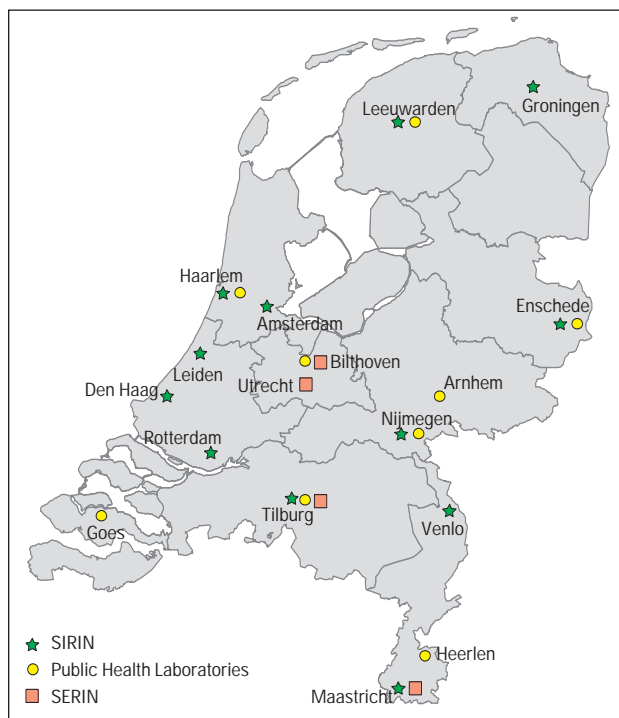 Leeuwarden
Groningen
Haarlem
Amsterdam
Enschede
Leiden
Bilthoven
Utrecht
Den Haag
Arnhem
Nijmegen
Rotterdam
Tilburg
Goes
Venlo
SIRIN
Public Health Laboratories
SERIN
Heerlen
Maastricht